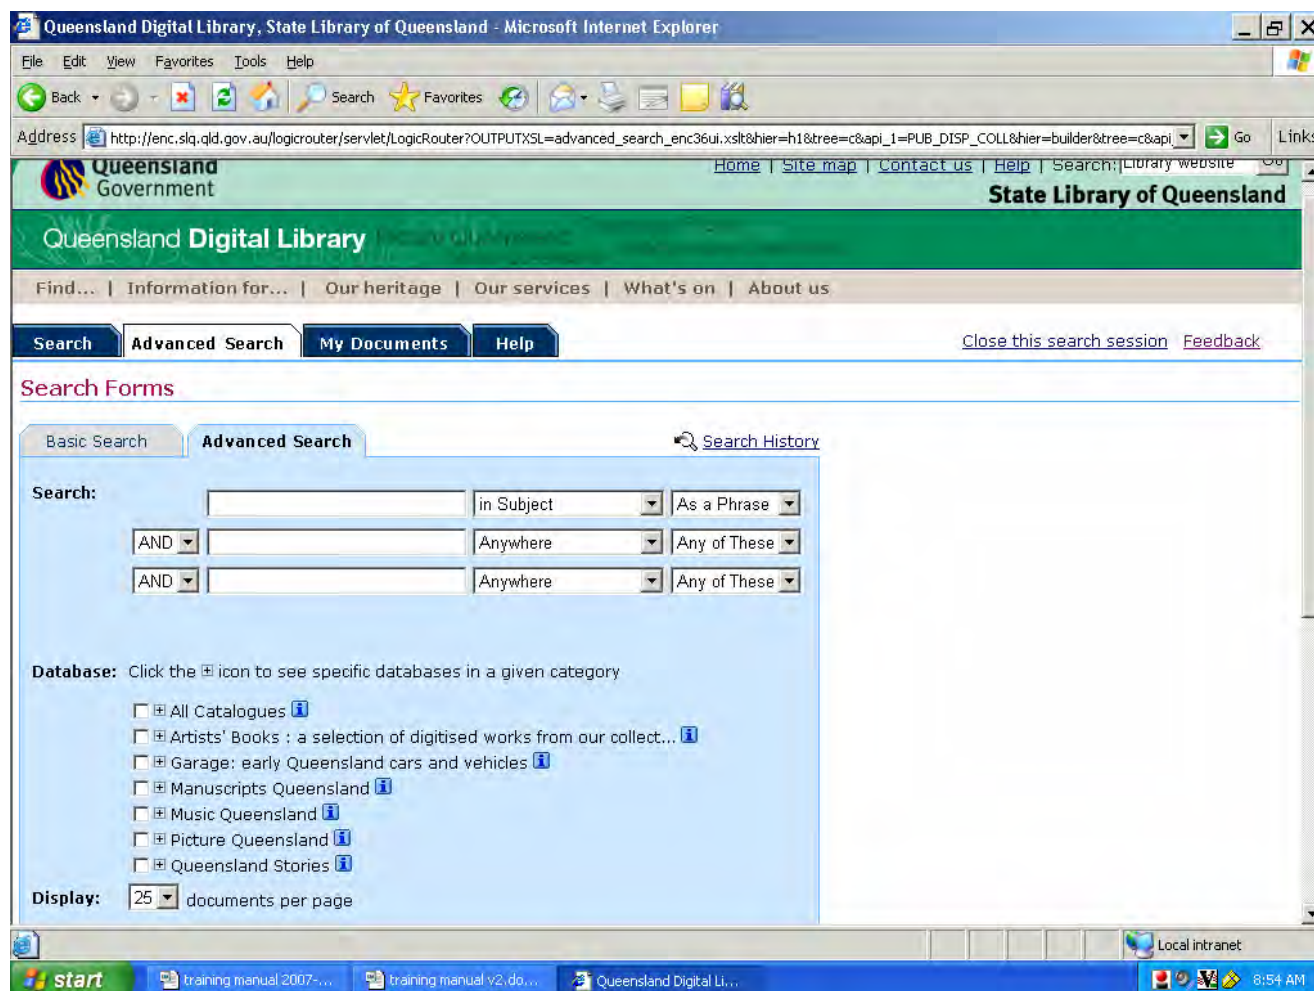 Queensland Digital Library, State Library of Queensland - Microsoft Internet Explorer
File Edit View Favorites Tools Help
Back Search Favorites
Address http://enc.slq.qld.gov.au/logicrouter/servlet/LogicRouter?OUTPUTXSL=advanced_search_enc36ui.xslt&hier=h1&tree=c&api_1=PUB_DISP_COLL&hier=builder&tree=c&api Go Links
Queensland Government
Home | Site map | Contact us | Help | Search: Library website
State Library of Queensland
Queensland Digital Library
Find... | Information for... | Our heritage | Our services | What's on | About us
Search Advanced Search My Documents Help Close this search session Feedback
Search Forms
Basic Search Advanced Search Search History
Search: in Subject As a Phrase
AND Anywhere Any of These
AND Anywhere Any of These
Database: Click the icon to see specific databases in a given category
All Catalogues
Artists' Books : a selection of digitised works from our collect...
Garage: early Queensland cars and vehicles
Manuscripts Queensland
Music Queensland
Picture Queensland
Queensland Stories
Display: 25 documents per page
Local intranet
start training manual 2007-... training manual v2.do... Queensland Digital Li... 8:54 AM